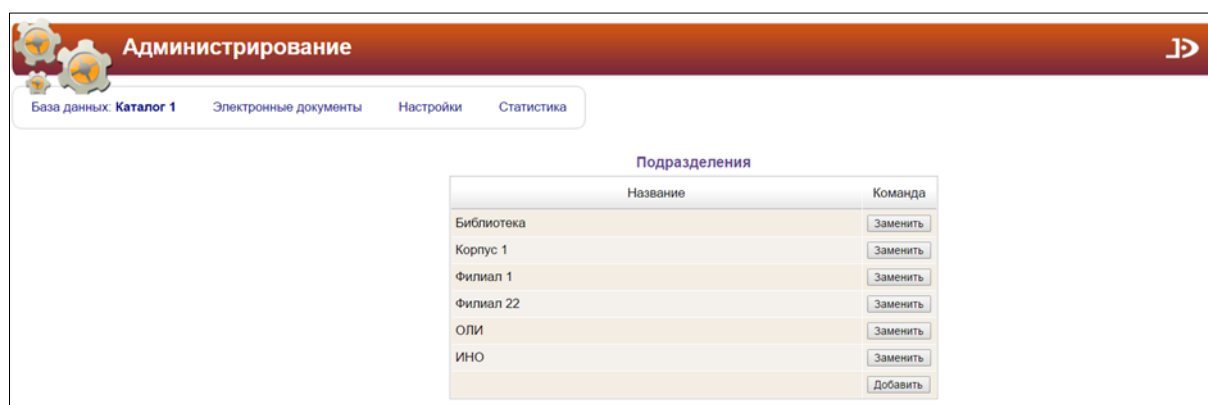 Администрирование
База данных: Каталог 1 Электронные документы Настройки Статистика
Подразделения
Название Команда
Библиотека Заменить
Корпус 1 Заменить
Филиал 1 Заменить
Филиал 22 Заменить
ОЛИ Заменить
ИНО Заменить
Добавить